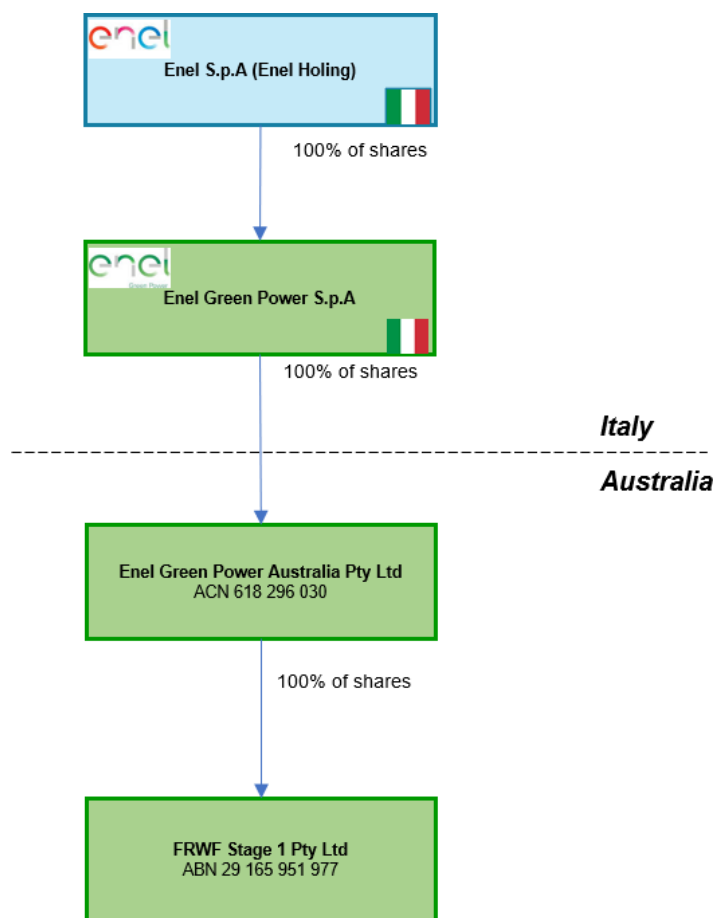 enel
Enel S.p.A (Enel Holing)
100% of shares
enel
Green Power
Enel Green Power S.p.A
100% of shares
Italy
Australia
Enel Green Power Australia Pty Ltd
ACN 618 296 030
100% of shares
FRWF Stage 1 Pty Ltd
ABN 29 165 951 977